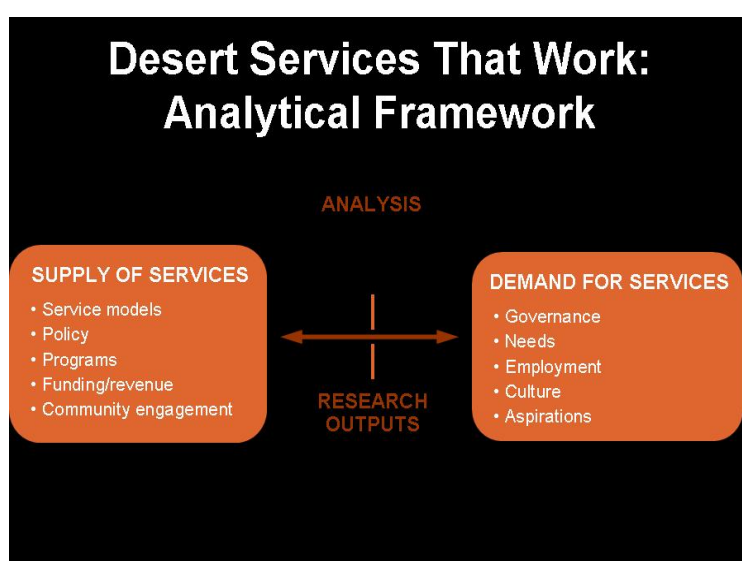 Desert Services That Work:
Analytical Framework
ANALYSIS
SUPPLY OF SERVICES
• Service models
• Policy
• Programs
• Funding/revenue
• Community engagement
DEMAND FOR SERVICES
• Governance
• Needs
• Employment
• Culture
• Aspirations
RESEARCH
OUTPUTS